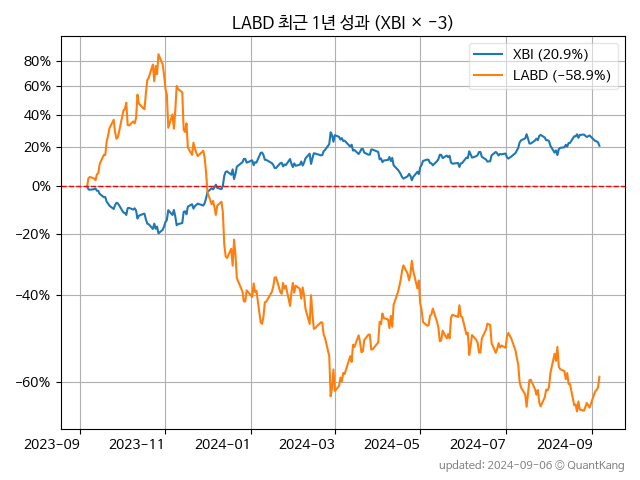 LABD 최근 1년 성과 (XBI × −3)
XBI (20.9%)
LABD (−58.9%)
80%
60%
40%
20%
0%
−20%
−40%
−60%
2023-09 2023-11 2024-01 2024-03 2024-05 2024-07 2024-09
updated: 2024-09-06 © QuantKang